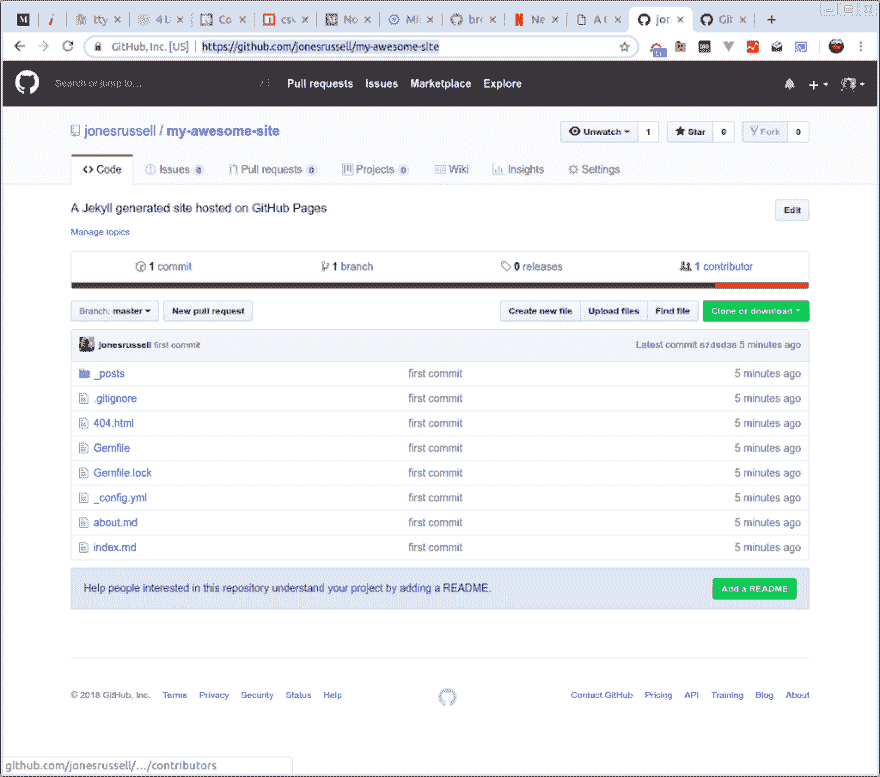 tty
4 L
Co
csv
No
Mi
bro
Ne
A C
jor
Git
GitHub, Inc. [US] https://github.com/jonesrussell/my-awesome-site
Search or jump to... / Pull requests Issues Marketplace Explore
jonesrussell / my-awesome-site Unwatch 1 Star 0 Fork 0
Code Issues 0 Pull requests 0 Projects 0 Wiki Insights Settings
A Jekyll generated site hosted on GitHub Pages Edit
Manage topics
1 commit 1 branch 0 releases 1 contributor
Branch: master New pull request Create new file Upload files Find file Clone or download
jonesrussell first commit Latest commit 5 minutes ago
_posts first commit 5 minutes ago
.gitignore first commit 5 minutes ago
404.html first commit 5 minutes ago
Gemfile first commit 5 minutes ago
Gemfile.lock first commit 5 minutes ago
_config.yml first commit 5 minutes ago
about.md first commit 5 minutes ago
index.md first commit 5 minutes ago
Help people interested in this repository understand your project by adding a README. Add a README
© 2018 GitHub, Inc. Terms Privacy Security Status Help Contact GitHub Pricing API Training Blog About
github.com/jonesrussell/.../contributors